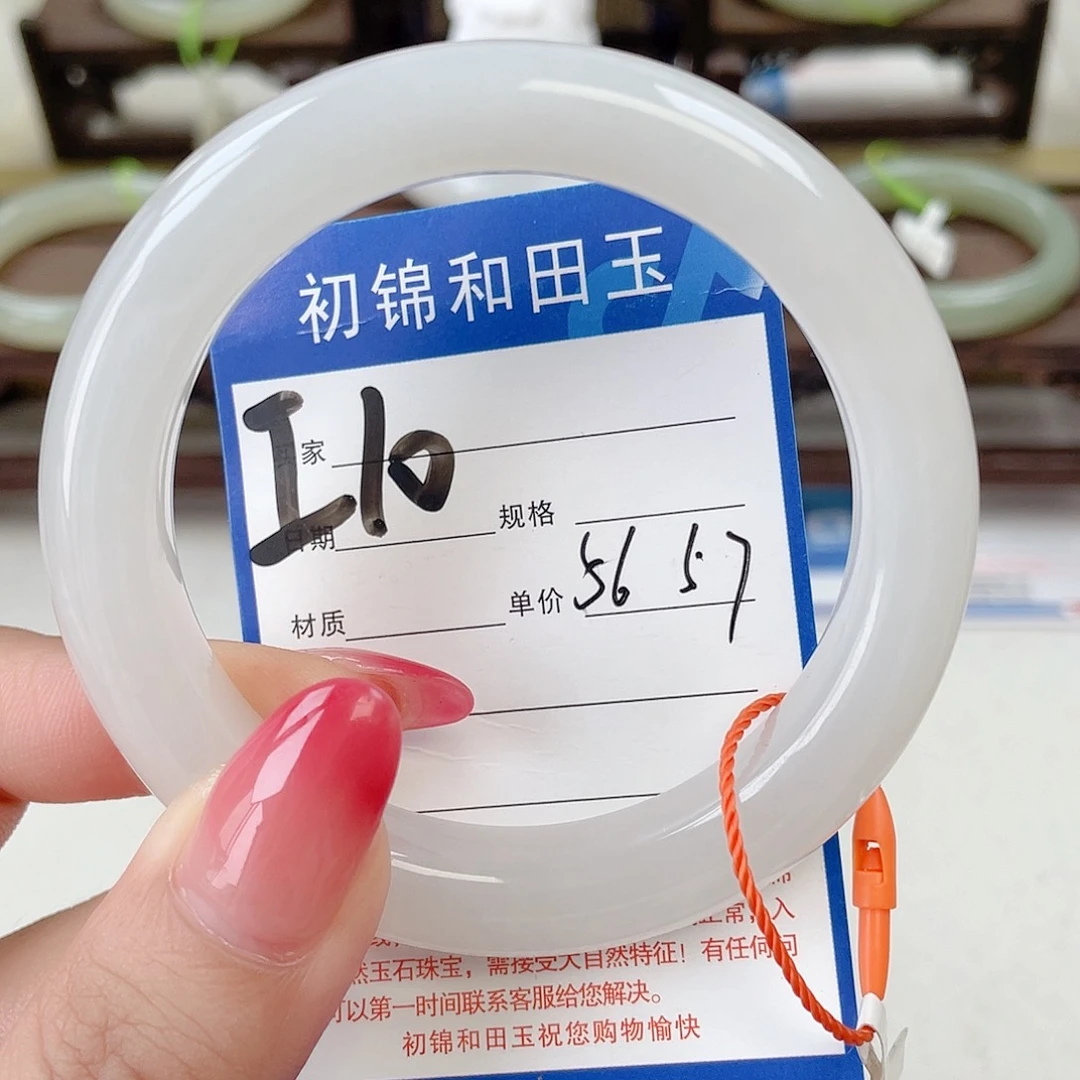 初锦和田玉
I10
买家
日期 规格
材质 单价 56 57
正常，入
然玉石珠宝，需接受大自然特征！有任何问
可以第一时间联系客服给您解决。
初锦和田玉祝您购物愉快